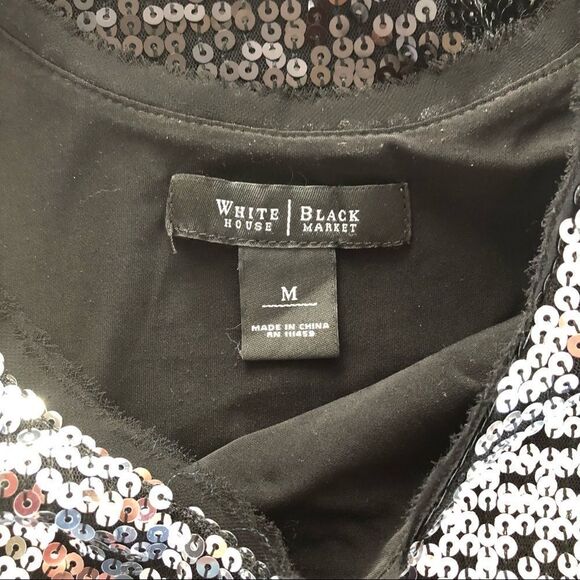 WHITE | BLACK
HOUSE | MARKET
M
MADE IN CHINA
RN 111459